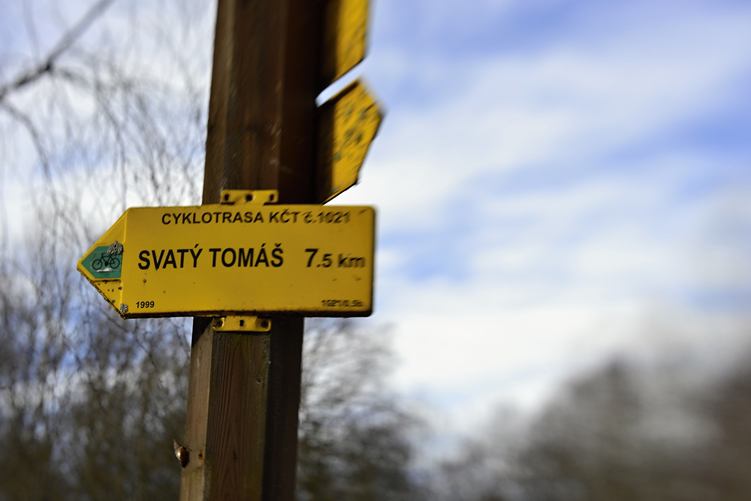 CYKLOTRASA KČT č.1021
SVATÝ TOMÁŠ 7.5 km
1999